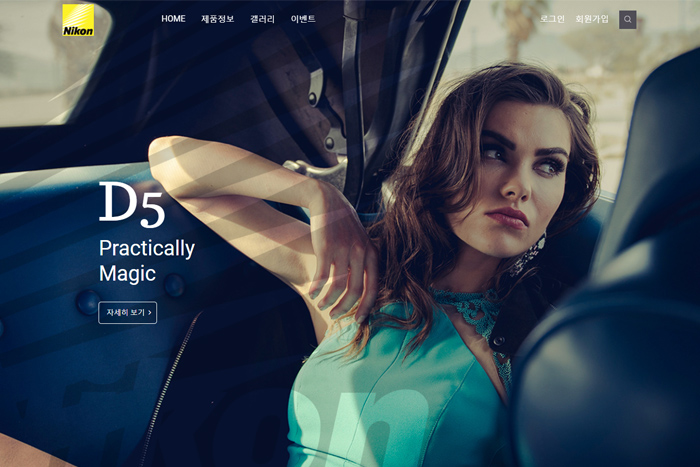 Nikon
HOME 제품정보 갤러리 이벤트
로그인 회원가입
D5
Practically
Magic
자세히 보기 >
Nikon